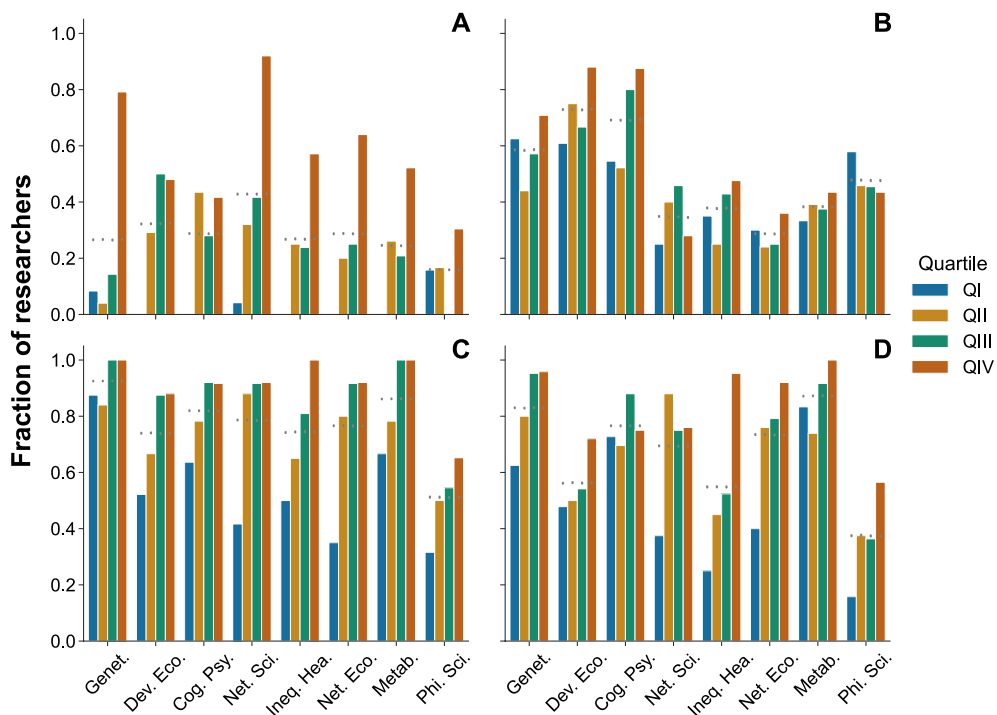 A
B
Fraction of researchers
1.0
0.8
0.6
0.4
0.2
0.0
Quartile
QI
QII
QIII
QIV
C
D
1.0
0.8
0.6
0.4
0.2
0.0
Genet.
Dev. Eco.
Cog. Psy.
Net. Sci.
Ineq. Hea.
Net. Eco.
Metab.
Phi. Sci.
Genet.
Dev. Eco.
Cog. Psy.
Net. Sci.
Ineq. Hea.
Net. Eco.
Metab.
Phi. Sci.